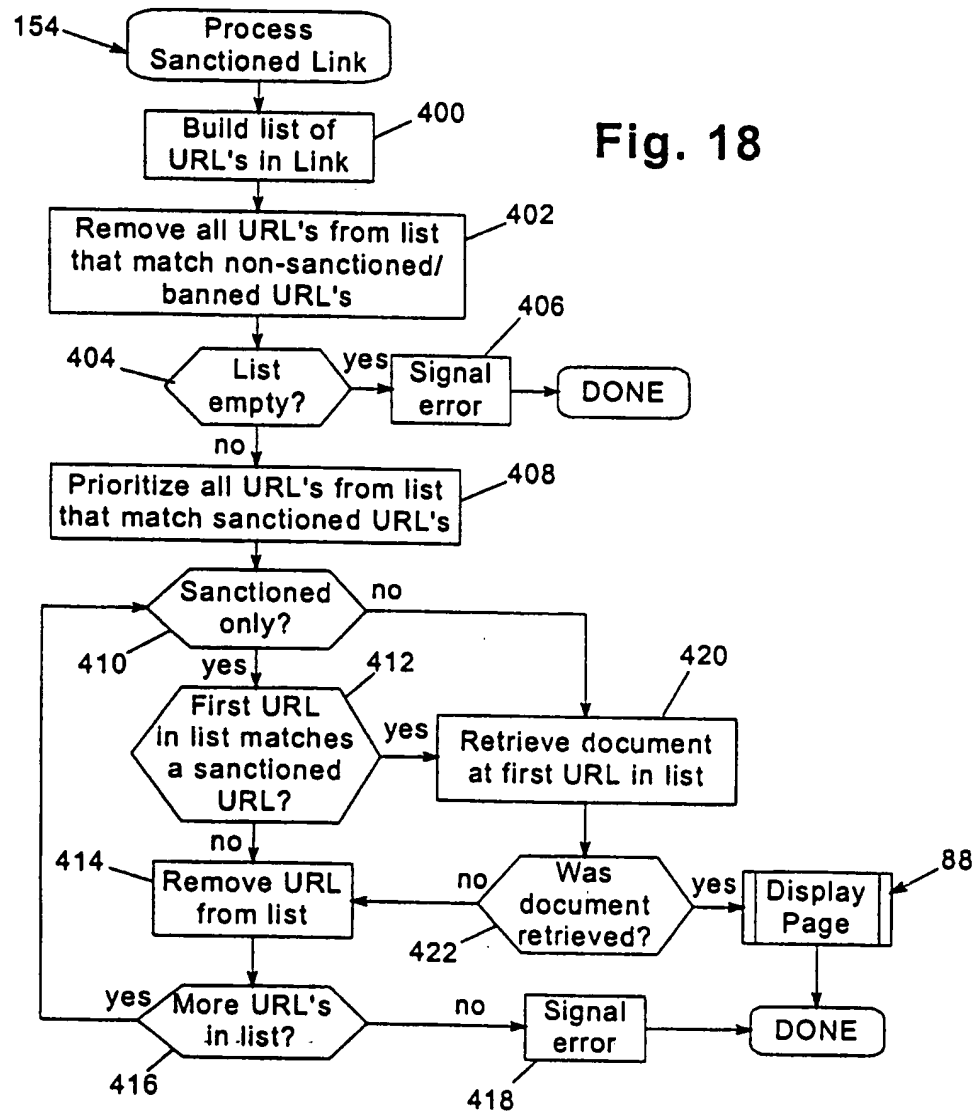 154
Process
Sanctioned Link
400
Build list of
URL's in Link
Fig. 18
402
Remove all URL's from list
that match non-sanctioned/
banned URL's
406
404
List
empty?
yes
Signal
error
DONE
no
408
Prioritize all URL's from list
that match sanctioned URL's
Sanctioned
only?
no
410
yes
412
420
First URL
in list matches
a sanctioned
URL?
yes
Retrieve document
at first URL in list
no
414
Remove URL
from list
no
Was
document
retrieved?
422
yes
88
Display
Page
yes
More URL's
in list?
no
416
Signal
error
418
DONE